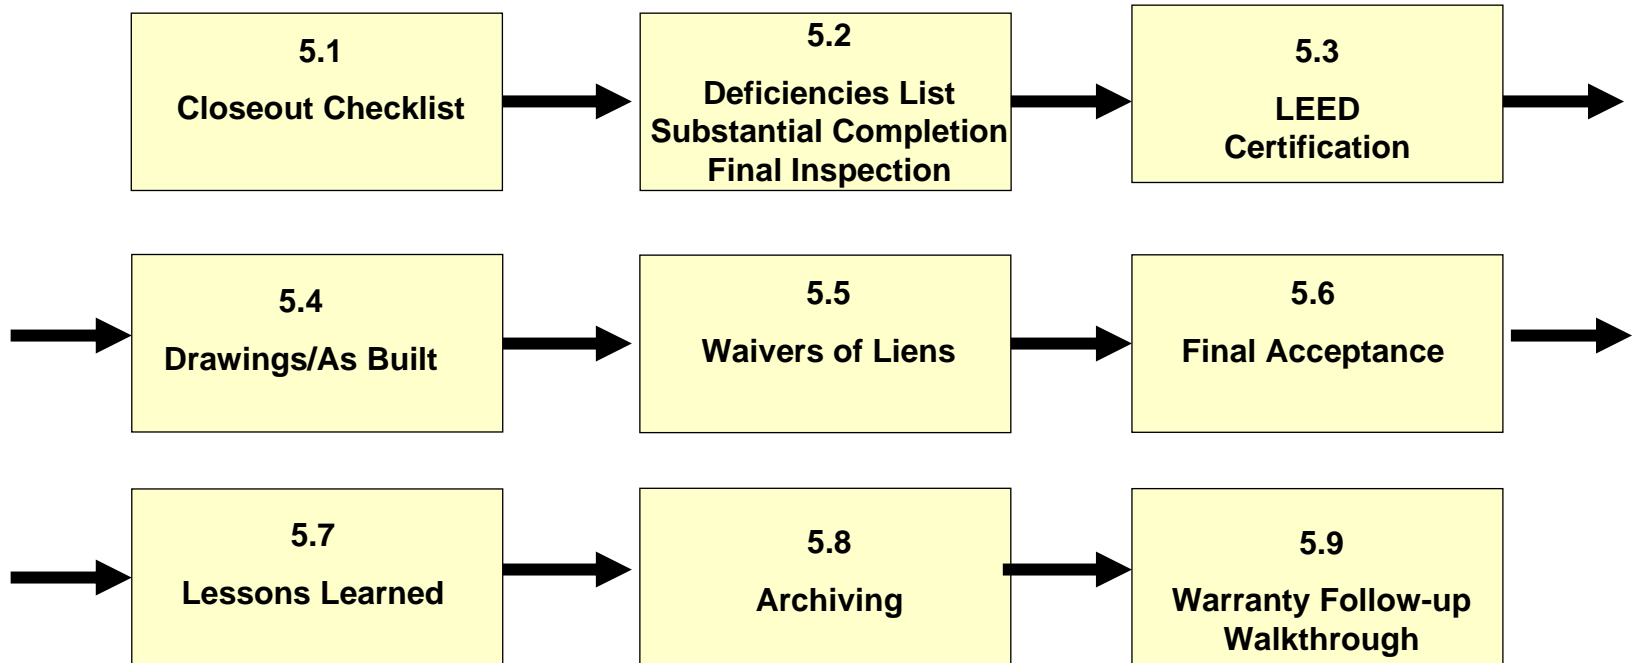 5.1
Closeout Checklist
5.2
Deficiencies List
Substantial Completion
Final Inspection
5.3
LEED
Certification
5.4
Drawings/As Built
5.5
Waivers of Liens
5.6
Final Acceptance
5.7
Lessons Learned
5.8
Archiving
5.9
Warranty Follow-up
Walkthrough